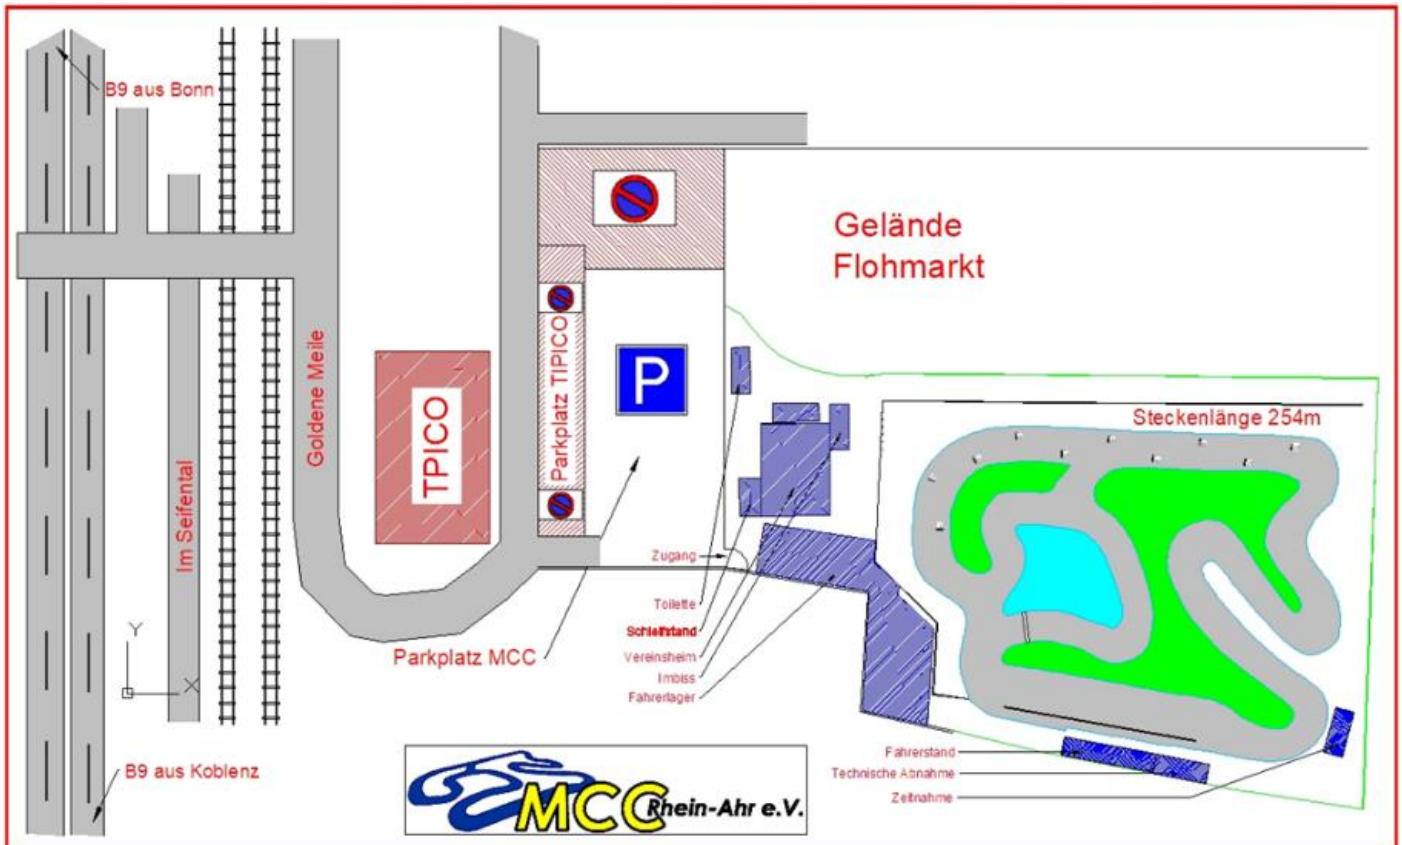 B9 aus Bonn
Gelände
Flohmarkt
Goldene Meile
Parkplatz TIPICO
P
TPICO
Steckenlänge 254m
Im Seifental
Zugang
Toilette
Schleifstand
Vereinsheim
Imbiss
Fahrerlager
Y
X
Parkplatz MCC
B9 aus Koblenz
Fahrerstand
Technische Abnahme
Zeitnahme
MCC Rhein-Ahr e.V.